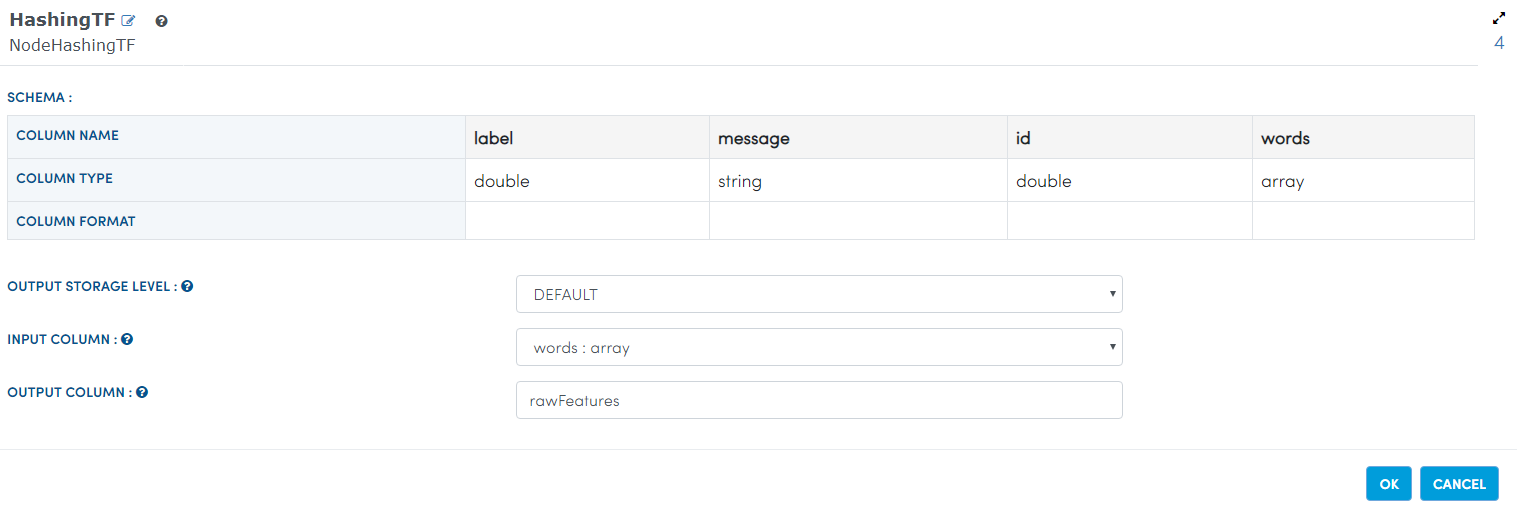 HashingTF
NodeHashingTF
4
SCHEMA :
COLUMN NAME label message id words
COLUMN TYPE double string double array
COLUMN FORMAT
OUTPUT STORAGE LEVEL : DEFAULT
INPUT COLUMN : words : array
OUTPUT COLUMN : rawFeatures
OK CANCEL